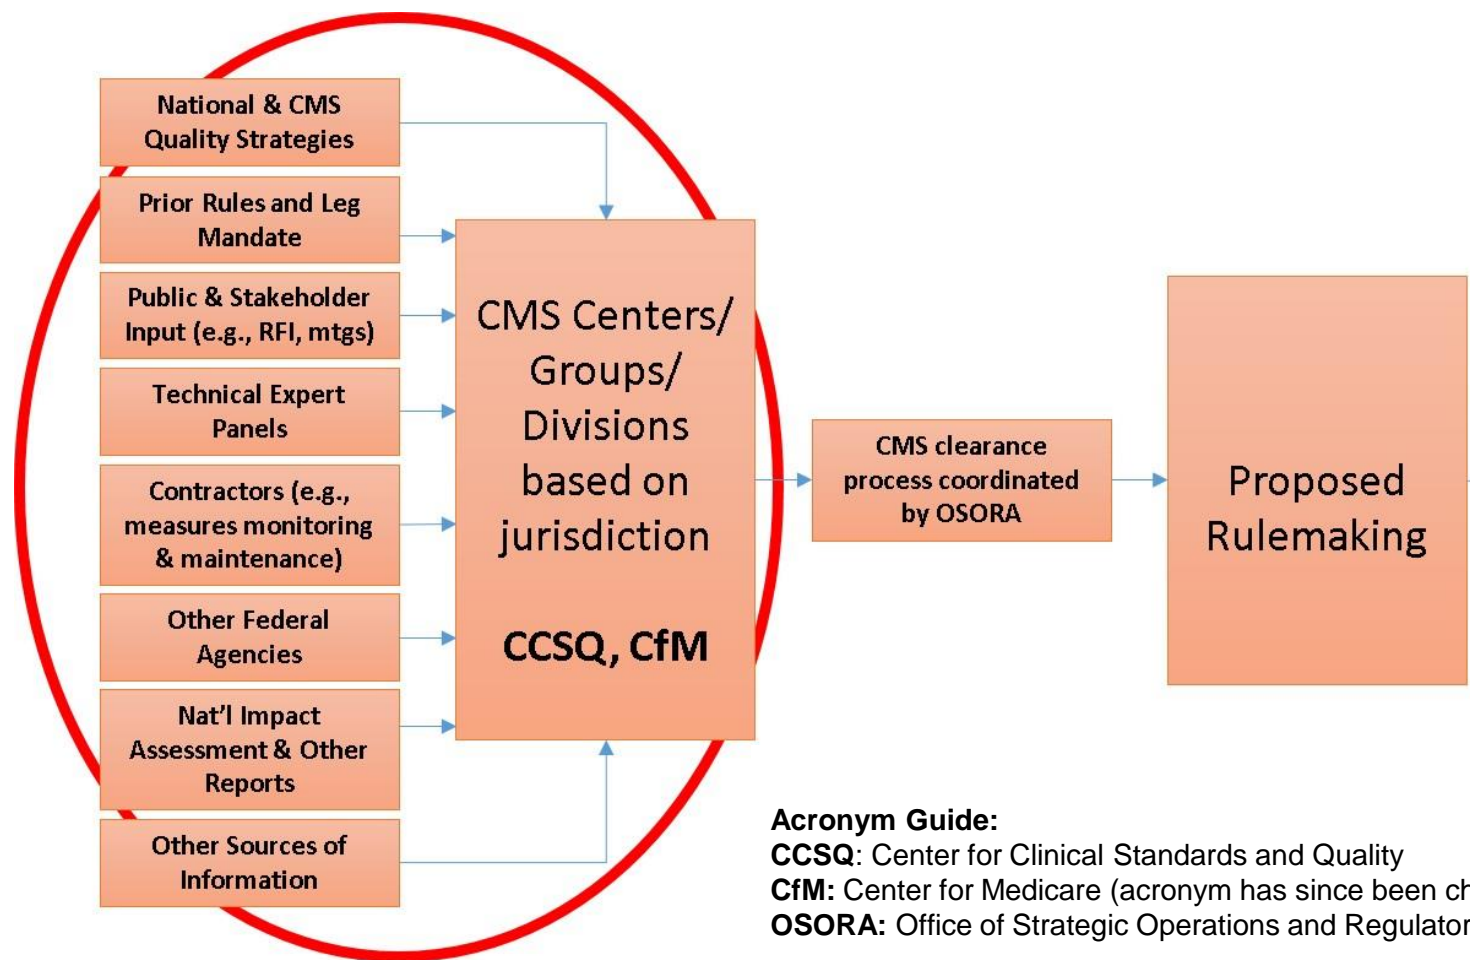 National & CMS
Quality Strategies
Prior Rules and Leg
Mandate
Public & Stakeholder
Input (e.g., RFI, mtgs)
Technical Expert
Panels
Contractors (e.g.,
measures monitoring
& maintenance)
Other Federal
Agencies
Nat'l Impact
Assessment & Other
Reports
Other Sources of
Information
CMS Centers/
Groups/
Divisions
based on
jurisdiction
CCSQ, CfM
CMS clearance
process coordinated
by OSORA
Proposed
Rulemaking
Acronym Guide:
CCSQ: Center for Clinical Standards and Quality
CfM: Center for Medicare (acronym has since been
OSORA: Office of Strategic Operations and